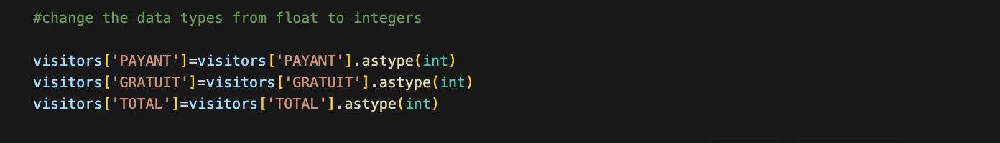 #change the data types from float to integers
visitors['PAYANT']=visitors['PAYANT'].astype(int)
visitors['GRATUIT']=visitors['GRATUIT'].astype(int)
visitors['TOTAL']=visitors['TOTAL'].astype(int)